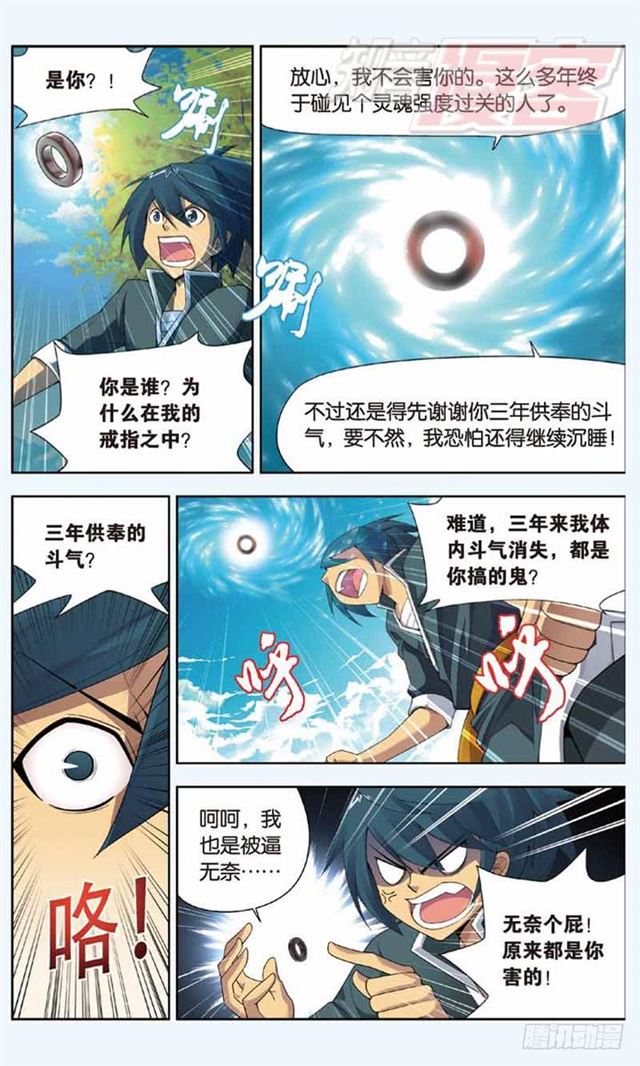 是你？！
唰
你是谁？为
什么在我的
戒指之中？
知音漫客
放心，我不会害你的。这么多年终
于碰见个灵魂强度过关的人了。
唰
不过还是得先谢谢你三年供奉的斗
气，要不然，我恐怕还得继续沉睡！
三年供奉的
斗气？
咯！
难道，三年来我体
内斗气消失，都是
你搞的鬼？
呼
呼
呵呵，我
也是被逼
无奈……
无奈个屁！
原来都是你
害的！
腾讯动漫